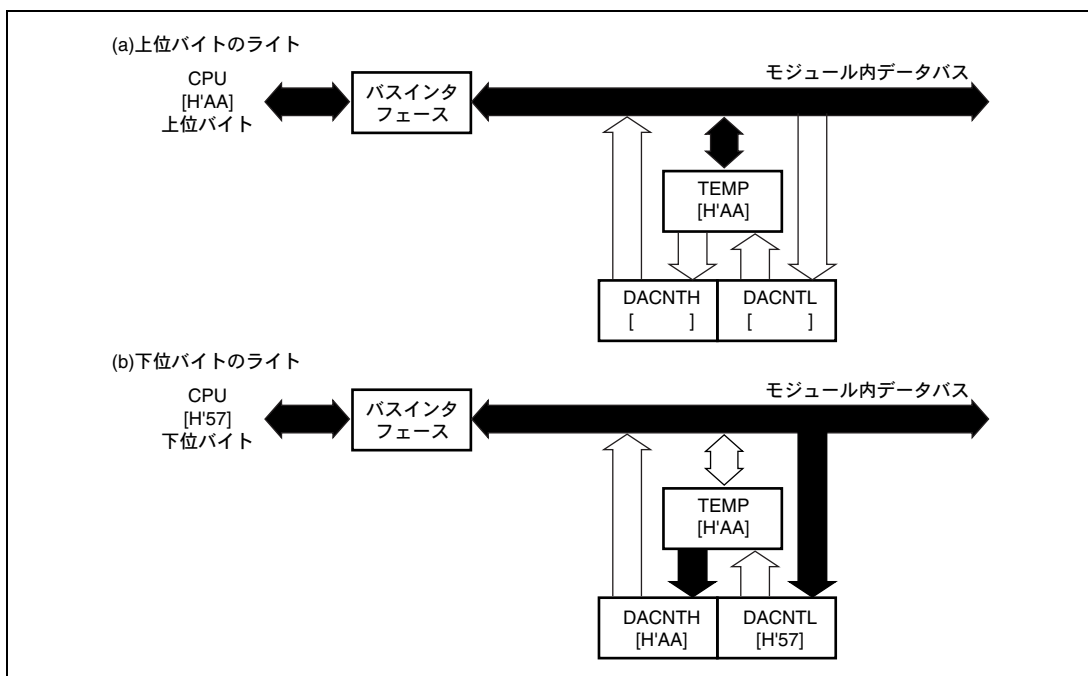 (a)上位バイトのライト
CPU
[H'AA]
上位バイト
バスインタ
フェース
モジュール内データバス
TEMP
[H'AA]
DACNTH
[ ]
DACNTL
[ ]
(b)下位バイトのライト
CPU
[H'57]
下位バイト
バスインタ
フェース
モジュール内データバス
TEMP
[H'AA]
DACNTH
[H'AA]
DACNTL
[H'57]